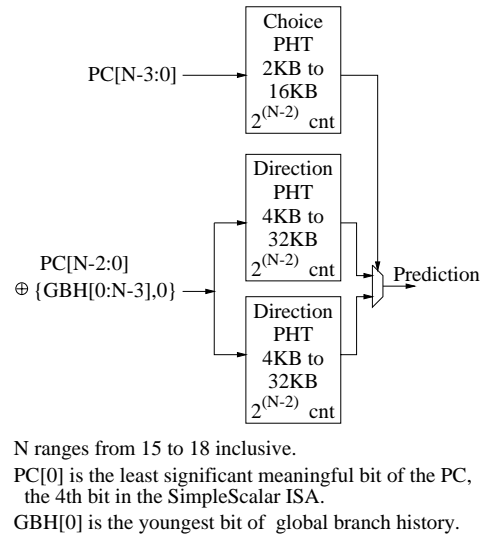 Choice
PHT
2KB to
16KB
2^(N-2) cnt
PC[N-3:0]
Direction
PHT
4KB to
32KB
2^(N-2) cnt
PC[N-2:0]
⊕ {GBH[0:N-3],0}
Prediction
Direction
PHT
4KB to
32KB
2^(N-2) cnt
N ranges from 15 to 18 inclusive.
PC[0] is the least significant meaningful bit of the PC,
the 4th bit in the SimpleScalar ISA.
GBH[0] is the youngest bit of global branch history.